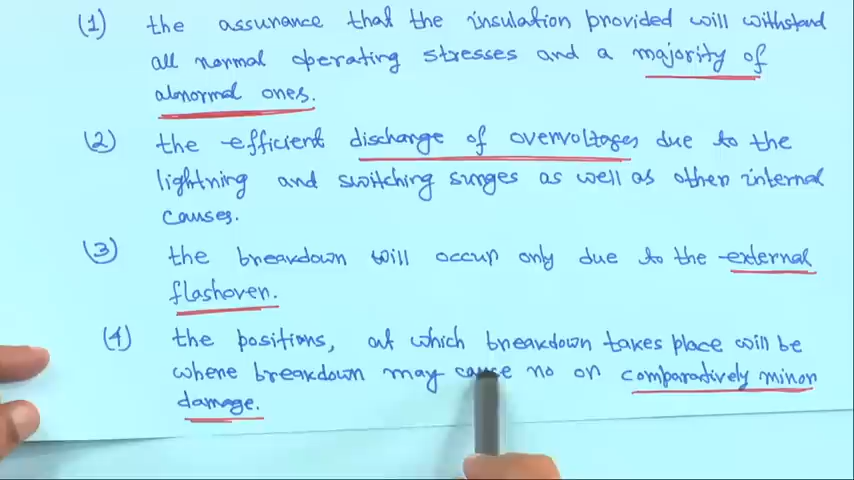 (1) the assurance that the insulation provided will withstand
all normal operating stresses and a majority of
abnormal ones.
(2) the efficient discharge of overvoltages due to the
lightning and switching surges as well as other internal
causes.
(3) the breakdown will occur only due to the external
flashover.
(4) the positions, at which breakdown takes place will be
where breakdown may cause no or comparatively minor
damage.